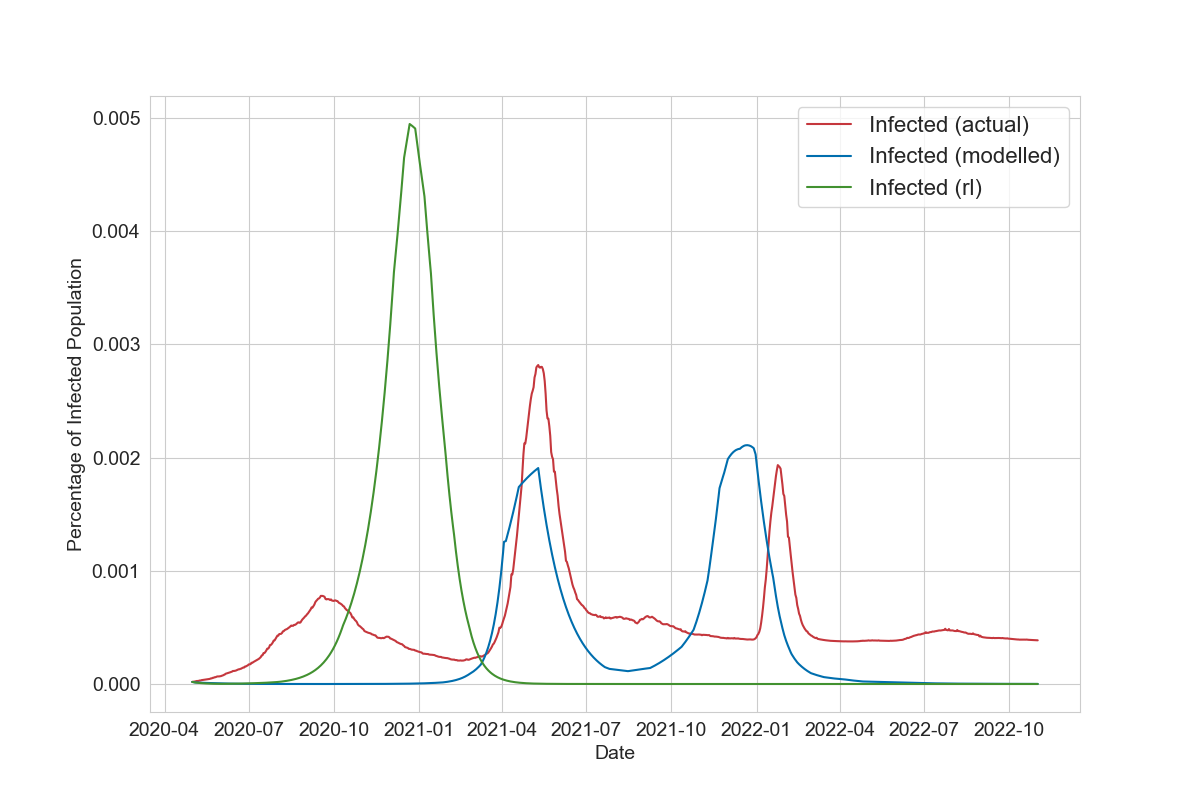 Infected (actual)
Infected (modelled)
Infected (rl)
Percentage of Infected Population
0.005
0.004
0.003
0.002
0.001
0.000
2020-04 2020-07 2020-10 2021-01 2021-04 2021-07 2021-10 2022-01 2022-04 2022-07 2022-10
Date